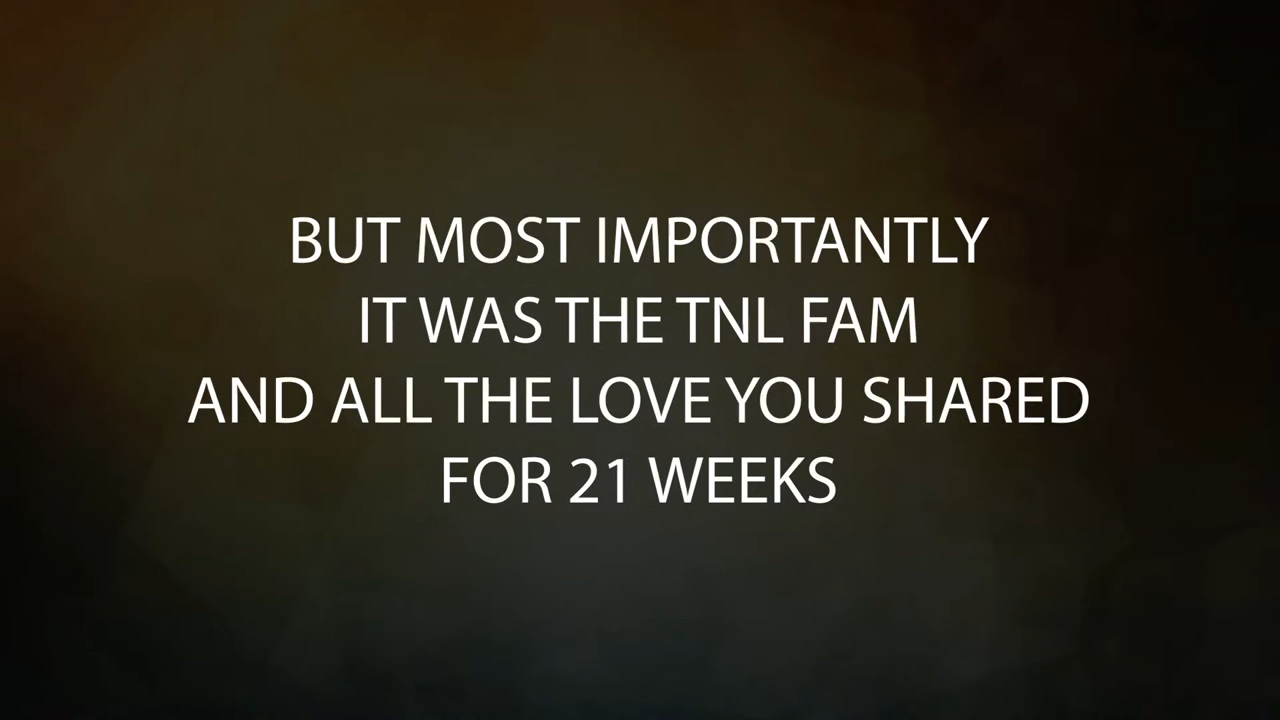 BUT MOST IMPORTANTLY
IT WAS THE TNL FAM
AND ALL THE LOVE YOU SHARED
FOR 21 WEEKS